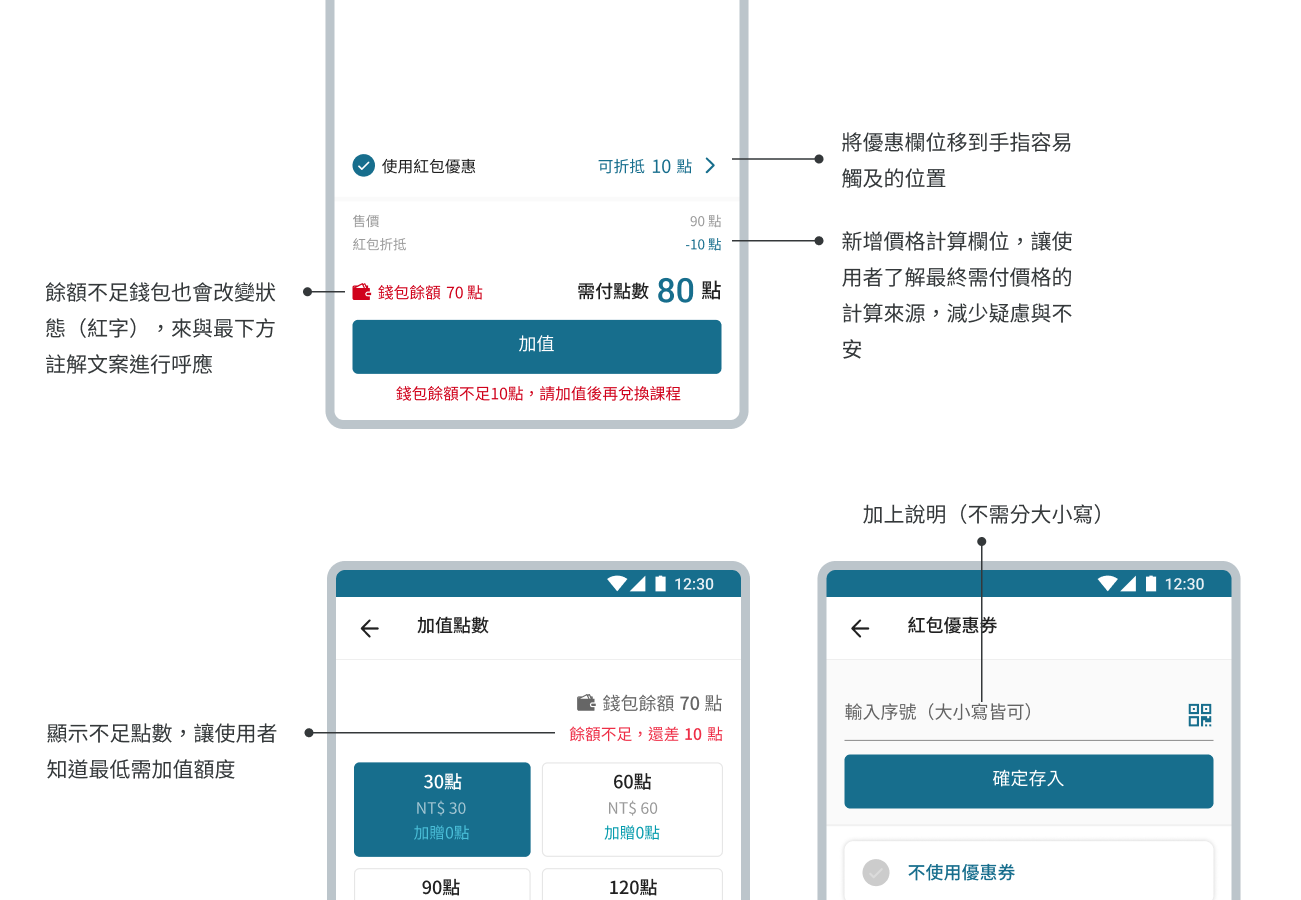 使用紅包優惠
可折抵 10 點
售價
90 點
紅包折抵
-10 點
錢包餘額 70 點
需付點數 80 點
加值
錢包餘額不足10點，請加值後再兌換課程
將優惠欄位移到手指容易
觸及的位置
新增價格計算欄位，讓使
用者了解最終需付價格的
計算來源，減少疑慮與不
安
餘額不足錢包也會改變狀
態（紅字），來與最下方
註解文案進行呼應
加上說明（不需分大小寫）
12:30
加值點數
錢包餘額 70 點
餘額不足，還差 10 點
顯示不足點數，讓使用者
知道最低需加值額度
30點
NT$ 30
加贈0點
60點
NT$ 60
加贈0點
90點
120點
12:30
紅包優惠券
輸入序號（大小寫皆可）
確定存入
不使用優惠券